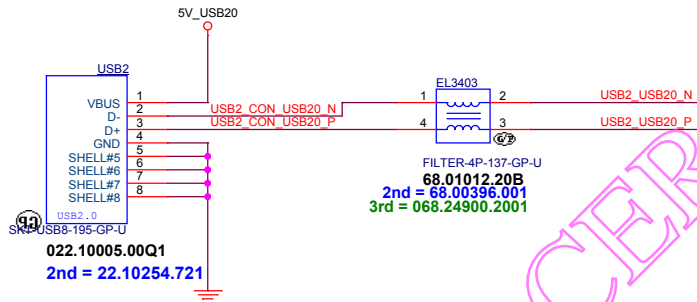 5V_USB20
USB2
VBUS 1
D- 2
D+ 3
GND 4
SHELL#5 5
SHELL#6 6
SHELL#7 7
SHELL#8 8
USB2.0
SKT-USB8-195-GP-U
022.10005.00Q1
2nd = 22.10254.721
USB2_CON_USB20_N
USB2_CON_USB20_P
EL3403
1 2
4 3
USB2_USB20_N
USB2_USB20_P
G/P
FILTER-4P-137-GP-U
68.01012.20B
2nd = 68.00396.001
3rd = 068.24900.2001
CER